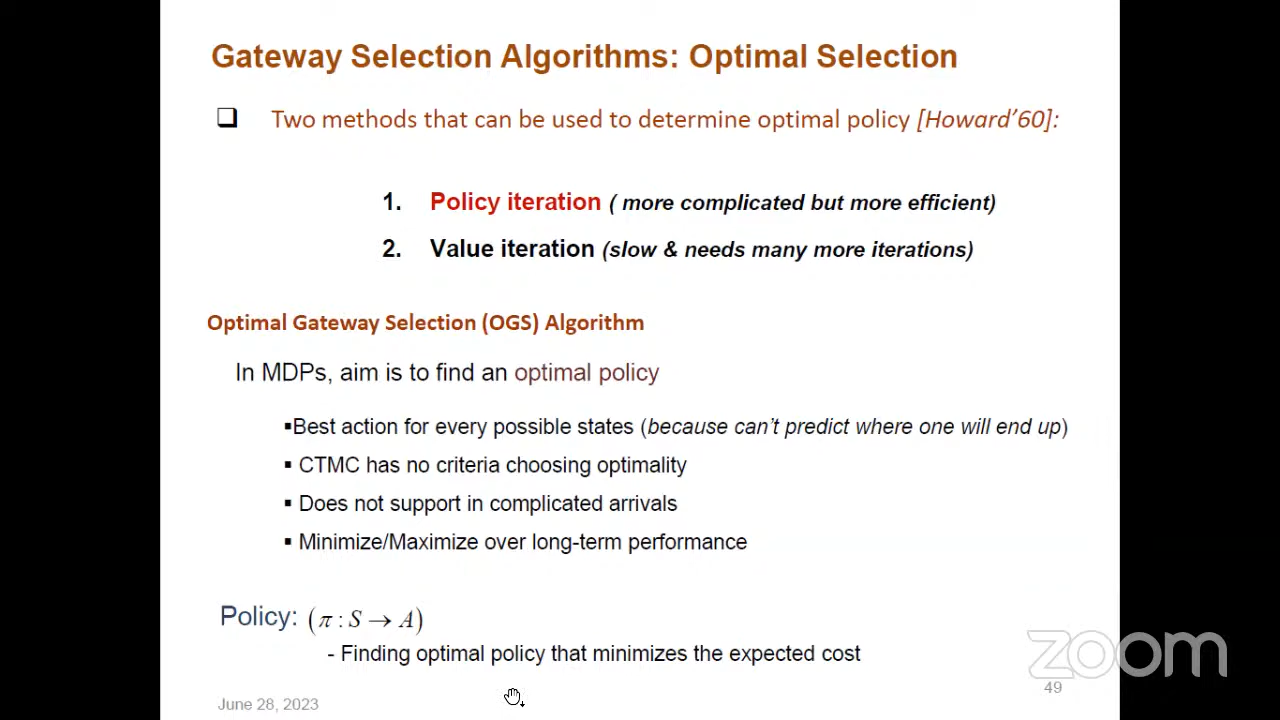 Gateway Selection Algorithms: Optimal Selection
❑ Two methods that can be used to determine optimal policy [Howard’60]:
1. Policy iteration ( more complicated but more efficient)
2. Value iteration (slow & needs many more iterations)
Optimal Gateway Selection (OGS) Algorithm
In MDPs, aim is to find an optimal policy
▪Best action for every possible states (because can’t predict where one will end up)
▪ CTMC has no criteria choosing optimality
▪ Does not support in complicated arrivals
▪ Minimize/Maximize over long-term performance
Policy: (π : S → A)
- Finding optimal policy that minimizes the expected cost
zoom
49
June 28, 2023